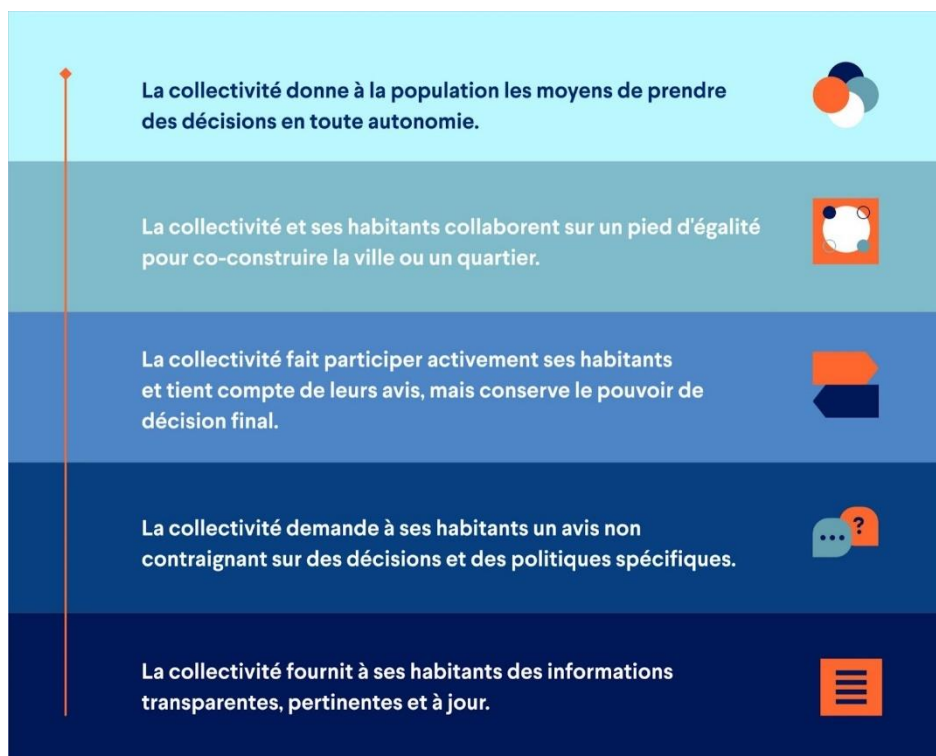 La collectivité donne à la population les moyens de prendre
des décisions en toute autonomie.
La collectivité et ses habitants collaborent sur un pied d'égalité
pour co-construire la ville ou un quartier.
La collectivité fait participer activement ses habitants
et tient compte de leurs avis, mais conserve le pouvoir de
décision final.
La collectivité demande à ses habitants un avis non
contraignant sur des décisions et des politiques spécifiques.
?
La collectivité fournit à ses habitants des informations
transparentes, pertinentes et à jour.